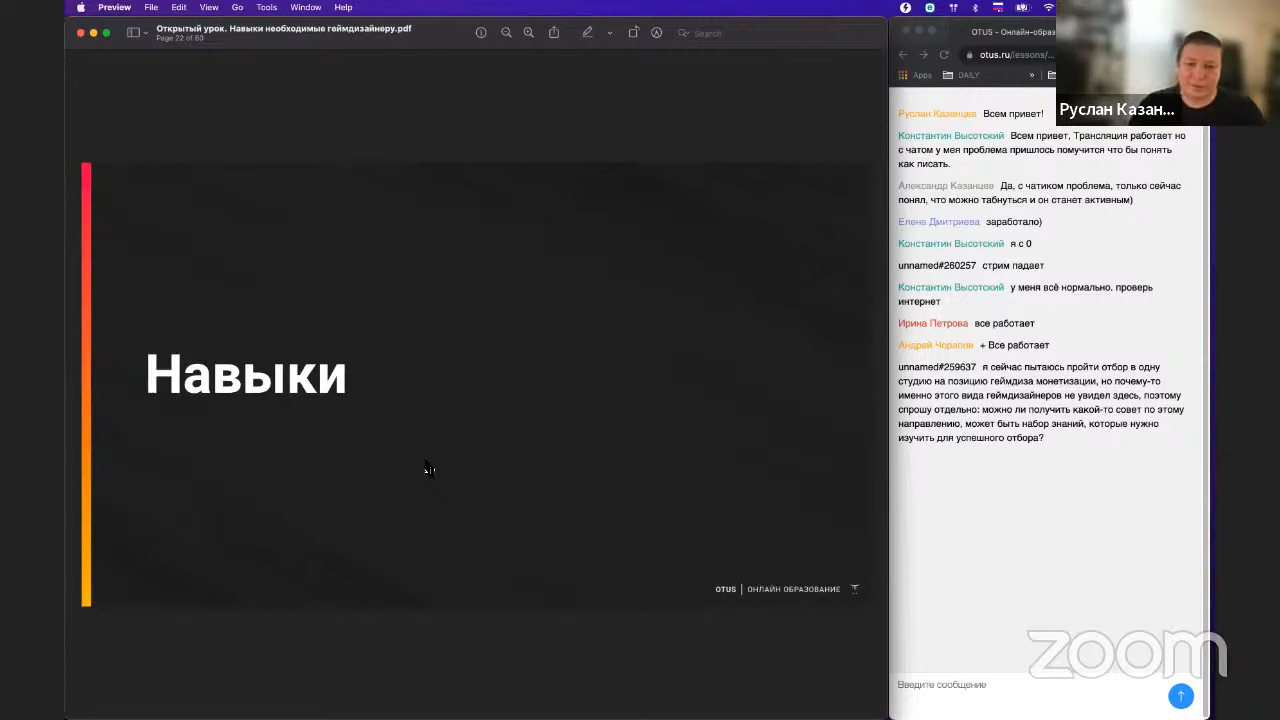 Preview File Edit View Go Tools Window Help
Открытый урок. Навыки необходимые геймдизайнеру.pdf
Page 22 of 50
Search
Навыки
OTUS | ОНЛАЙН ОБРАЗОВАНИЕ
OTUS - Онлайн-образ
otus.ru/lessons/...
Apps DAILY »
Руслан Казан...
Руслан Казанцев Всем привет!
Константин Высотский Всем привет, Трансляция работает но
с чатом у мея проблема пришлось помучится что бы понять
как писать.
Александр Казанцев Да, с чатиком проблема, только сейчас
понял, что можно табнуться и он станет активным)
Елена Дмитриева заработало)
Константин Высотский я с 0
unnamed#260257 стрим падает
Константин Высотский у меня всё нормально. проверь
интернет
Ирина Петрова все работает
Андрей Чорапов + Все работает
unnamed#259637 я сейчас пытаюсь пройти отбор в одну
студию на позицию геймдиза монетизации, но почему-то
именно этого вида геймдизайнеров не увидел здесь, поэтому
спрошу отдельно: можно ли получить какой-то совет по этому
направлению, может быть набор знаний, которые нужно
изучить для успешного отбора?
Введите сообщение
zoom